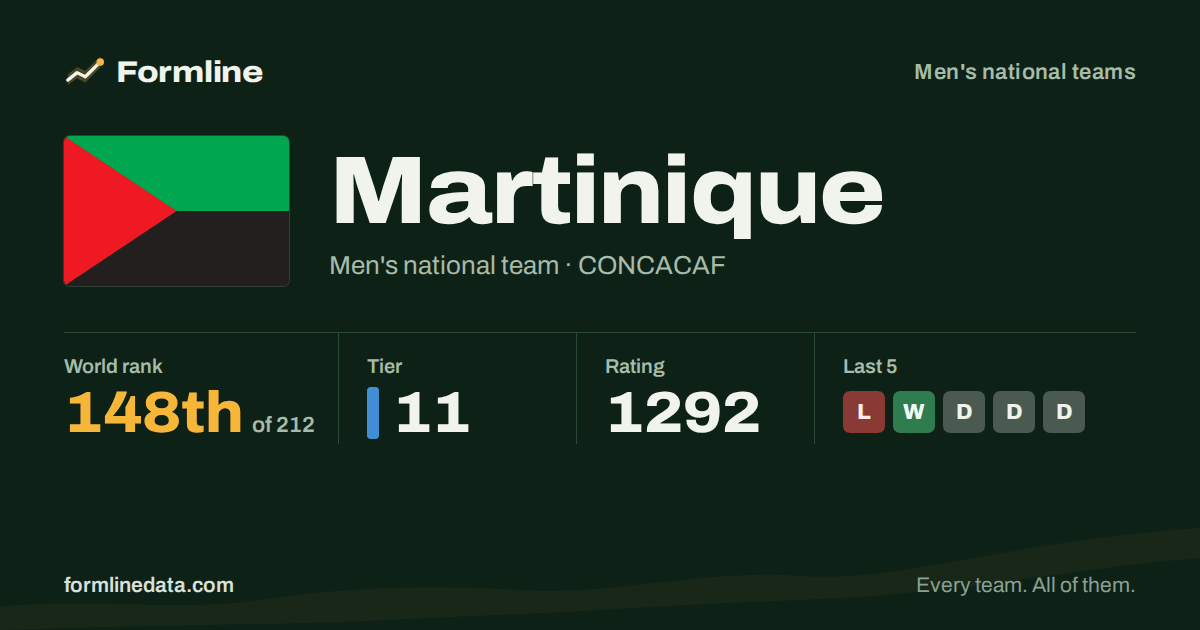 Formline
Men's national teams
Martinique
Men's national team · CONCACAF
World rank
148th of 212
Tier
11
Rating
1292
Last 5
L W D D D
formlinedata.com
Every team. All of them.